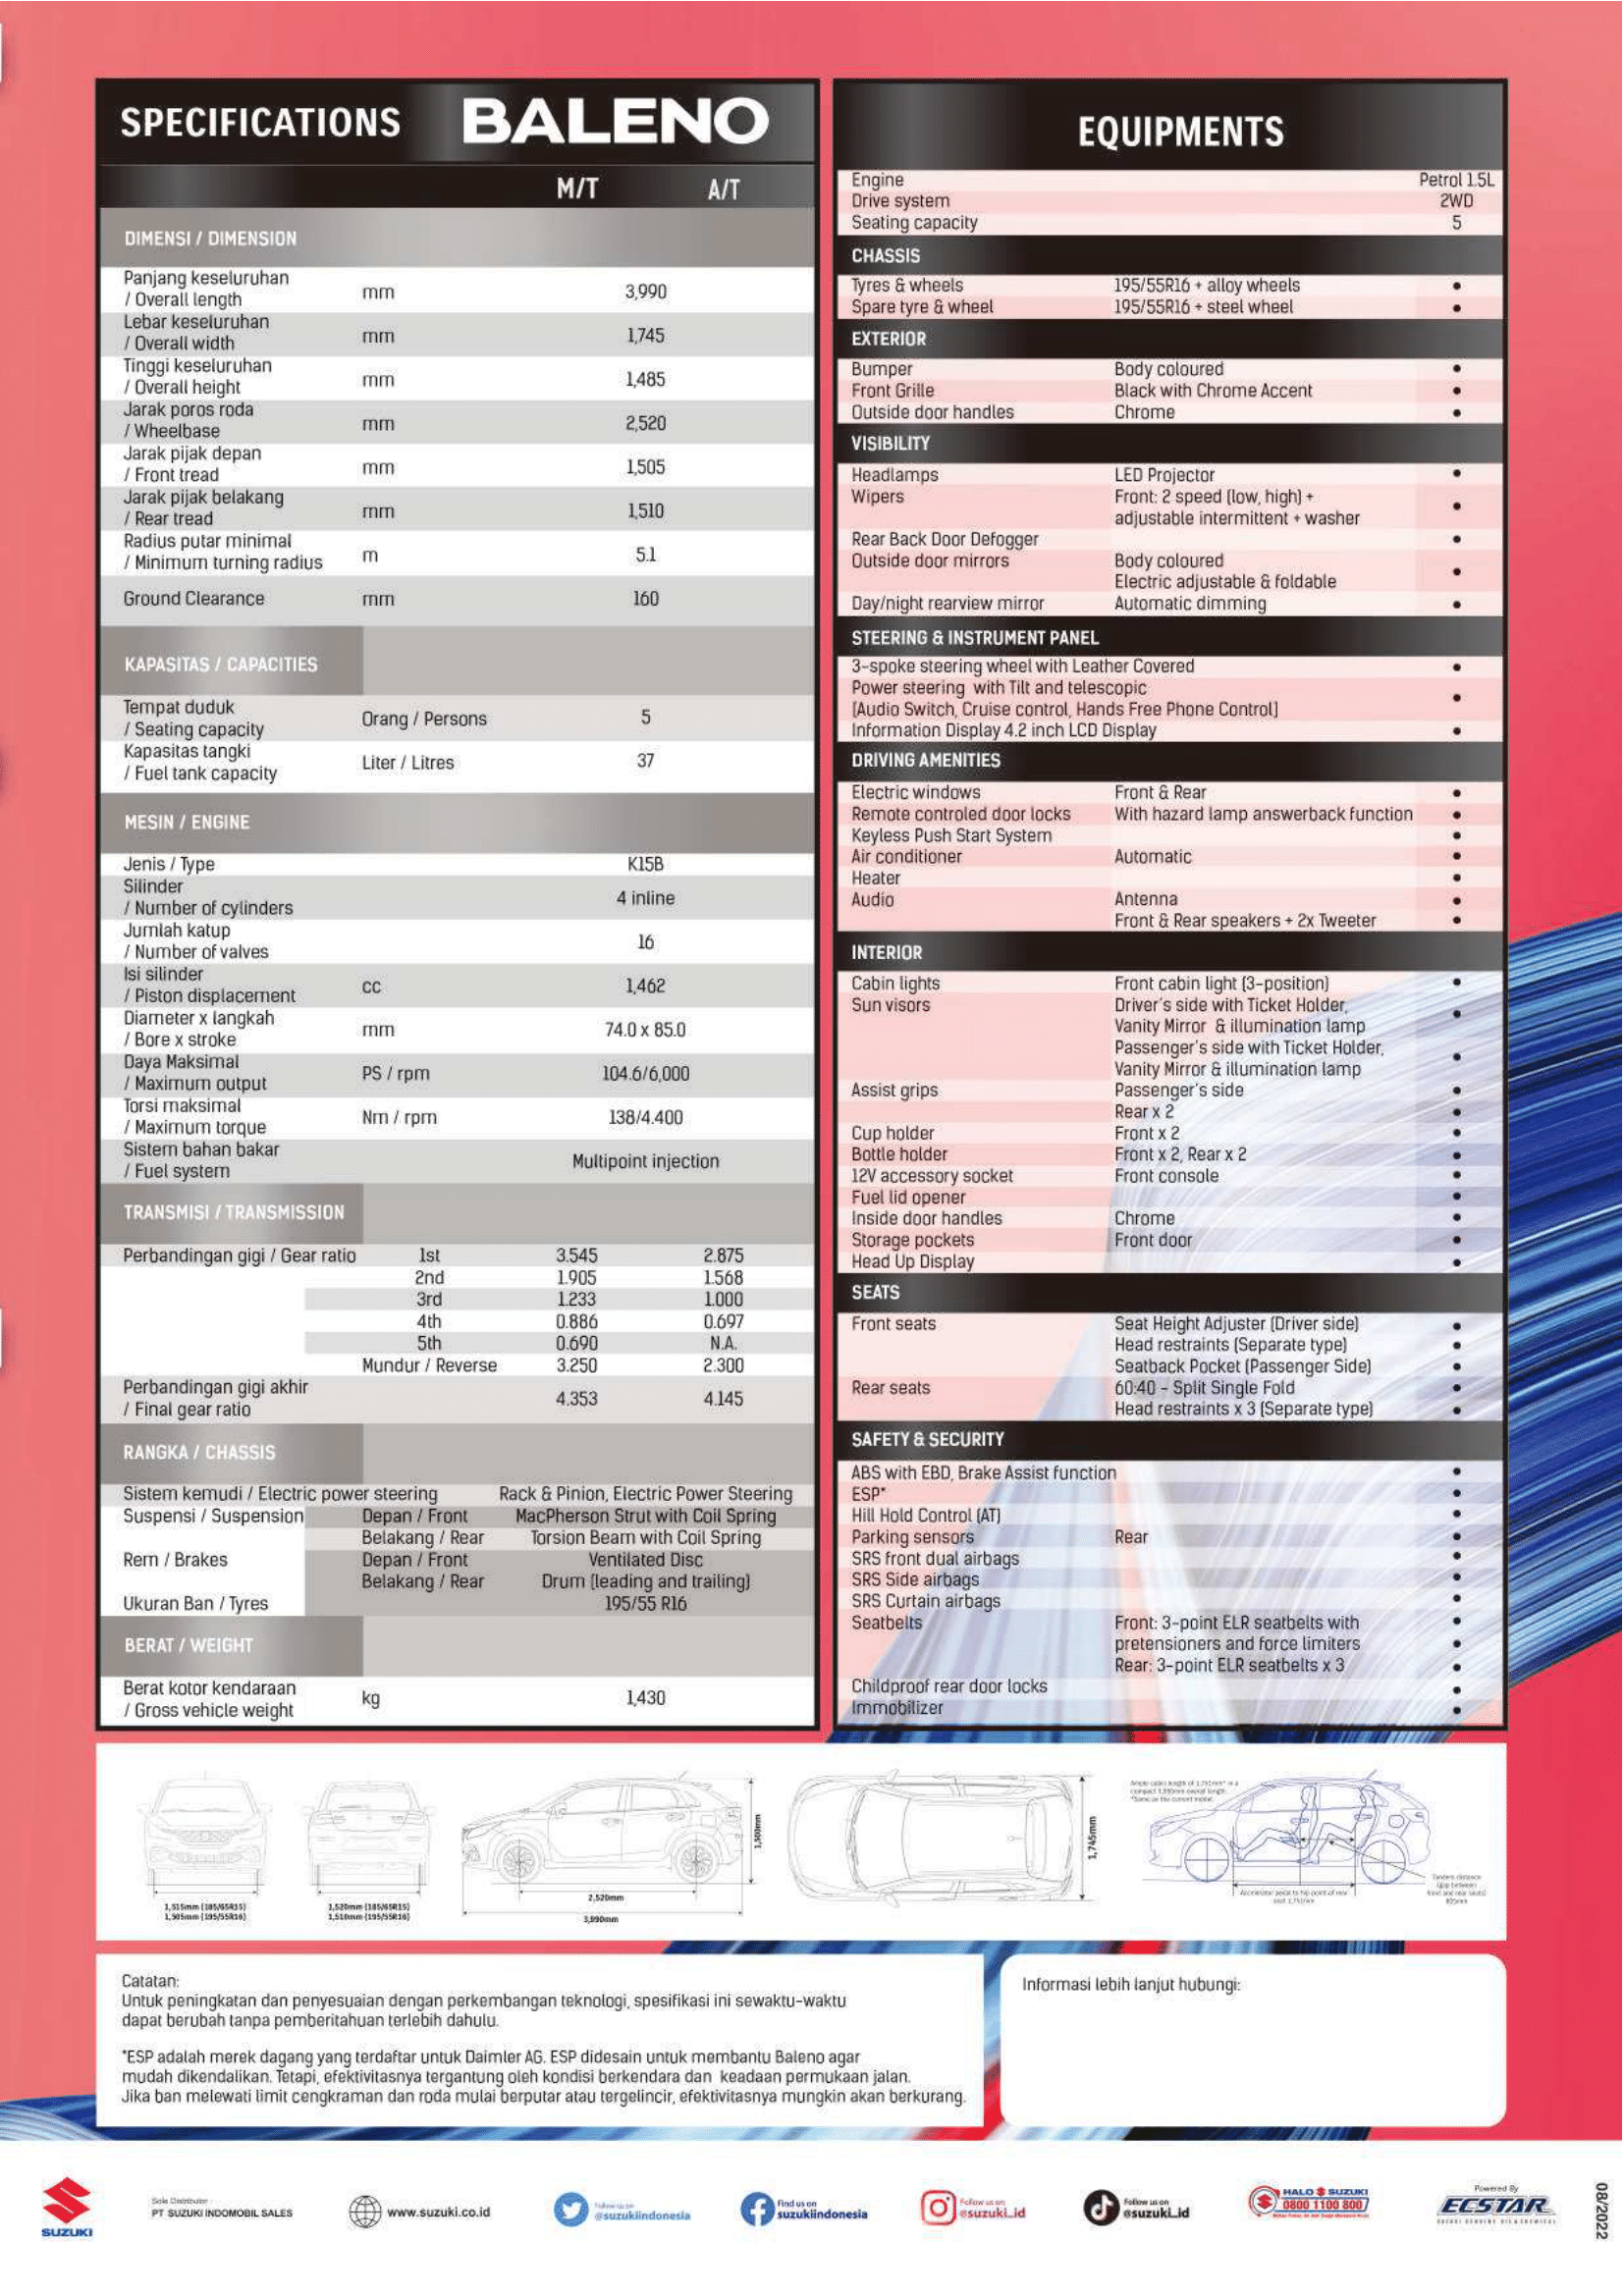 SPECIFICATIONS BALENO
M/T A/T
DIMENSI / DIMENSION
Panjang keseluruhan
/ Overall length mm 3,990
Lebar keseluruhan
/ Overall width mm 1,745
Tinggi keseluruhan
/ Overall height mm 1,485
Jarak poros roda
/ Wheelbase mm 2,520
Jarak pijak depan
/ Front tread mm 1,505
Jarak pijak belakang
/ Rear tread mm 1,510
Radius putar minimal
/ Minimum turning radius m 5.1
Ground Clearance mm 160
KAPASITAS / CAPACITIES
Tempat duduk
/ Seating capacity Orang / Persons 5
Kapasitas tangki
/ Fuel tank capacity Liter / Litres 37
MESIN / ENGINE
Jenis / Type K15B
Silinder
/ Number of cylinders 4 inline
Jumlah katup
/ Number of valves 16
Isi silinder
/ Piston displacement cc 1,462
Diameter x langkah
/ Bore x stroke mm 74.0 x 85.0
Daya Maksimal
/ Maximum output PS / rpm 104.6/6,000
Torsi maksimal
/ Maximum torque Nm / rpm 138/4.400
Sistem bahan bakar
/ Fuel system Multipoint injection
TRANSMISI / TRANSMISSION
Perbandingan gigi / Gear ratio 1st 3.545 2.875
2nd 1.905 1.568
3rd 1.233 1.000
4th 0.886 0.697
5th 0.690 N.A.
Mundur / Reverse 3.250 2.300
Perbandingan gigi akhir
/ Final gear ratio 4.353 4.145
RANGKA / CHASSIS
Sistem kemudi / Electric power steering Rack & Pinion, Electric Power Steering
Suspensi / Suspension Depan / Front MacPherson Strut with Coil Spring
Belakang / Rear Torsion Beam with Coil Spring
Rem / Brakes Depan / Front Ventilated Disc
Belakang / Rear Drum (leading and trailing)
Ukuran Ban / Tyres 195/55 R16
BERAT / WEIGHT
Berat kotor kendaraan
/ Gross vehicle weight kg 1,430
EQUIPMENTS
Engine Petrol 1.5L
Drive system 2WD
Seating capacity 5
CHASSIS
Tyres & wheels 195/55R16 + alloy wheels •
Spare tyre & wheel 195/55R16 + steel wheel •
EXTERIOR
Bumper Body coloured •
Front Grille Black with Chrome Accent •
Outside door handles Chrome •
VISIBILITY
Headlamps LED Projector •
Wipers Front: 2 speed (low, high) +
adjustable intermittent + washer •
Rear Back Door Defogger •
Outside door mirrors Body coloured
Electric adjustable & foldable •
Day/night rearview mirror Automatic dimming •
STEERING & INSTRUMENT PANEL
3-spoke steering wheel with Leather Covered •
Power steering with Tilt and telescopic
(Audio Switch, Cruise control, Hands Free Phone Control) •
Information Display 4.2 inch LCD Display •
DRIVING AMENITIES
Electric windows Front & Rear •
Remote controled door locks With hazard lamp answerback function •
Keyless Push Start System •
Air conditioner Automatic •
Heater •
Audio Antenna •
Front & Rear speakers + 2x Tweeter •
INTERIOR
Cabin lights Front cabin light (3-position) •
Sun visors Driver's side with Ticket Holder,
Vanity Mirror & illumination lamp •
Passenger's side with Ticket Holder,
Vanity Mirror & illumination lamp •
Assist grips Passenger's side •
Rear x 2 •
Cup holder Front x 2 •
Bottle holder Front x 2, Rear x 2 •
12V accessory socket Front console •
Fuel lid opener •
Inside door handles Chrome •
Storage pockets Front door •
Head Up Display •
SEATS
Front seats Seat Height Adjuster (Driver side) •
Head restraints (Separate type) •
Seatback Pocket (Passenger Side) •
Rear seats 60:40 - Split Single Fold •
Head restraints x 3 (Separate type) •
SAFETY & SECURITY
ABS with EBD, Brake Assist function •
ESP* •
Hill Hold Control (AT) •
Parking sensors Rear •
SRS front dual airbags •
SRS Side airbags •
SRS Curtain airbags •
Seatbelts Front: 3-point ELR seatbelts with •
pretensioners and force limiters •
Rear: 3-point ELR seatbelts x 3 •
Childproof rear door locks •
Immobilizer •
1,515mm (185/65R15)
1,505mm (195/55R16)
1,520mm (185/65R15)
1,510mm (195/55R16)
1,500mm
2,520mm
3,990mm
1,745mm
Catatan:
Untuk peningkatan dan penyesuaian dengan perkembangan teknologi, spesifikasi ini sewaktu-waktu
dapat berubah tanpa pemberitahuan terlebih dahulu.
*ESP adalah merek dagang yang terdaftar untuk Daimler AG. ESP didesain untuk membantu Baleno agar
mudah dikendalikan. Tetapi, efektivitasnya tergantung oleh kondisi berkendara dan keadaan permukaan jalan.
Jika ban melewati limit cengkraman dan roda mulai berputar atau tergelincir, efektivitasnya mungkin akan berkurang.
Informasi lebih lanjut hubungi:
SUZUKI
Sole Distributor
PT SUZUKI INDOMOBIL SALES
www.suzuki.co.id
Follow us on
@suzukiindonesia
Find us on
suzukiindonesia
Follow us on
@suzuki_id
Follow us on
@suzuki_id
HALO SUZUKI
0800 1100 800
Powered By
ECSTAR
08/2022